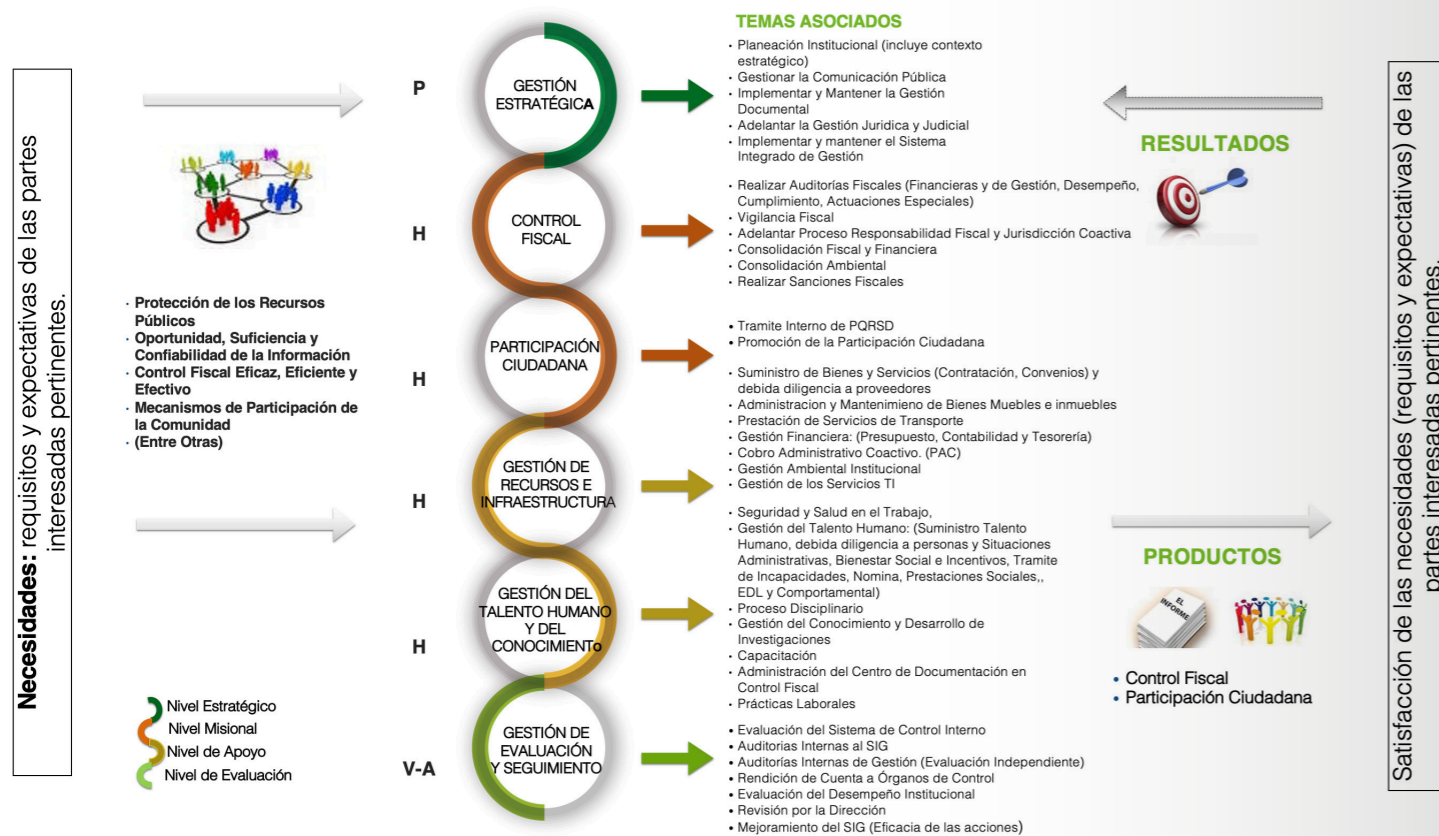 Necesidades: requisitos y expectativas de las partes
interesadas pertinentes.
· Protección de los Recursos
Públicos
· Oportunidad, Suficiencia y
Confiabilidad de la Información
· Control Fiscal Eficaz, Eficiente y
Efectivo
· Mecanismos de Participación de
la Comunidad
· (Entre Otras)
Nivel Estratégico
Nivel Misional
Nivel de Apoyo
Nivel de Evaluación
P
H
H
H
H
V-A
GESTIÓN
ESTRATÉGICA
CONTROL
FISCAL
PARTICIPACIÓN
CIUDADANA
GESTIÓN DE
RECURSOS E
INFRAESTRUCTURA
GESTIÓN DEL
TALENTO HUMANO
Y DEL
CONOCIMIENTo
GESTIÓN DE
EVALUACIÓN
Y SEGUIMIENTO
TEMAS ASOCIADOS
· Planeación Institucional (incluye contexto
estratégico)
· Gestionar la Comunicación Pública
· Implementar y Mantener la Gestión
Documental
· Adelantar la Gestión Juridica y Judicial
· Implementar y mantener el Sistema
Integrado de Gestión
· Realizar Auditorías Fiscales (Financieras y de Gestión, Desempeño,
Cumplimiento, Actuaciones Especiales)
· Vigilancia Fiscal
· Adelantar Proceso Responsabilidad Fiscal y Jurisdicción Coactiva
· Consolidación Fiscal y Financiera
· Consolidación Ambiental
· Realizar Sanciones Fiscales
• Tramite Interno de PQRSD
• Promoción de la Participación Ciudadana
· Suministro de Bienes y Servicios (Contratación, Convenios) y
debida diligencia a proveedores
· Administracion y Mantenimieno de Bienes Muebles e inmuebles
· Prestación de Servicios de Transporte
· Gestión Financiera: (Presupuesto, Contabilidad y Tesorería)
· Cobro Administrativo Coactivo. (PAC)
· Gestión Ambiental Institucional
· Gestión de los Servicios TI
· Seguridad y Salud en el Trabajo,
· Gestión del Talento Humano: (Suministro Talento
Humano, debida diligencia a personas y Situaciones
Administrativas, Bienestar Social e Incentivos, Tramite
de Incapacidades, Nomina, Prestaciones Sociales,,
EDL y Comportamental)
· Proceso Disciplinario
· Gestión del Conocimiento y Desarrollo de
Investigaciones
· Capacitación
· Administración del Centro de Documentación en
Control Fiscal
· Prácticas Laborales
• Evaluación del Sistema de Control Interno
• Auditorias Internas al SIG
• Auditorías Internas de Gestión (Evaluación Independiente)
• Rendición de Cuenta a Órganos de Control
• Evaluación del Desempeño Institucional
• Revisión por la Dirección
• Mejoramiento del SIG (Eficacia de las acciones)
RESULTADOS
PRODUCTOS
EL
INFORME
• Control Fiscal
• Participación Ciudadana
Satisfacción de las necesidades (requisitos y expectativas) de las
partes interesadas pertinentes.